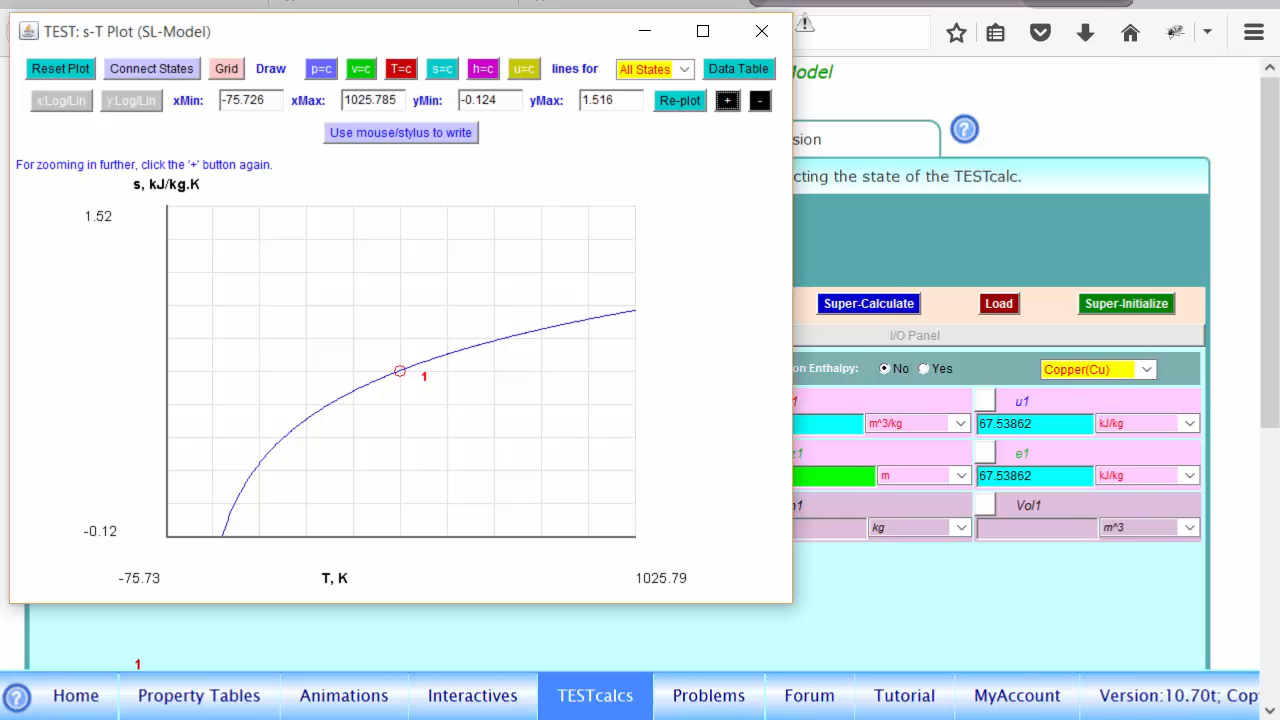 TEST: s-T Plot (SL-Model)
Reset Plot Connect States Grid Draw p=c v=c T=c s=c h=c u=c lines for All States Data Table
x:Log/Lin y:Log/Lin xMin: -75.726 xMax: 1025.785 yMin: -0.124 yMax: 1.516 Re-plot + -
Use mouse/stylus to write
For zooming in further, click the '+' button again.
s, kJ/kg.K
1.52
1
-0.12
-75.73 T, K 1025.79
1
odel
sion
cting the state of the TESTcalc.
Super-Calculate Load Super-Initialize
I/O Panel
on Enthalpy: No Yes Copper(Cu)
1 u1
m^3/kg 67.53862 kJ/kg
z1 e1
m 67.53862 kJ/kg
1 Vol1
kg m^3
Home Property Tables Animations Interactives TESTcalcs Problems Forum Tutorial MyAccount Version:10.70t; Cop